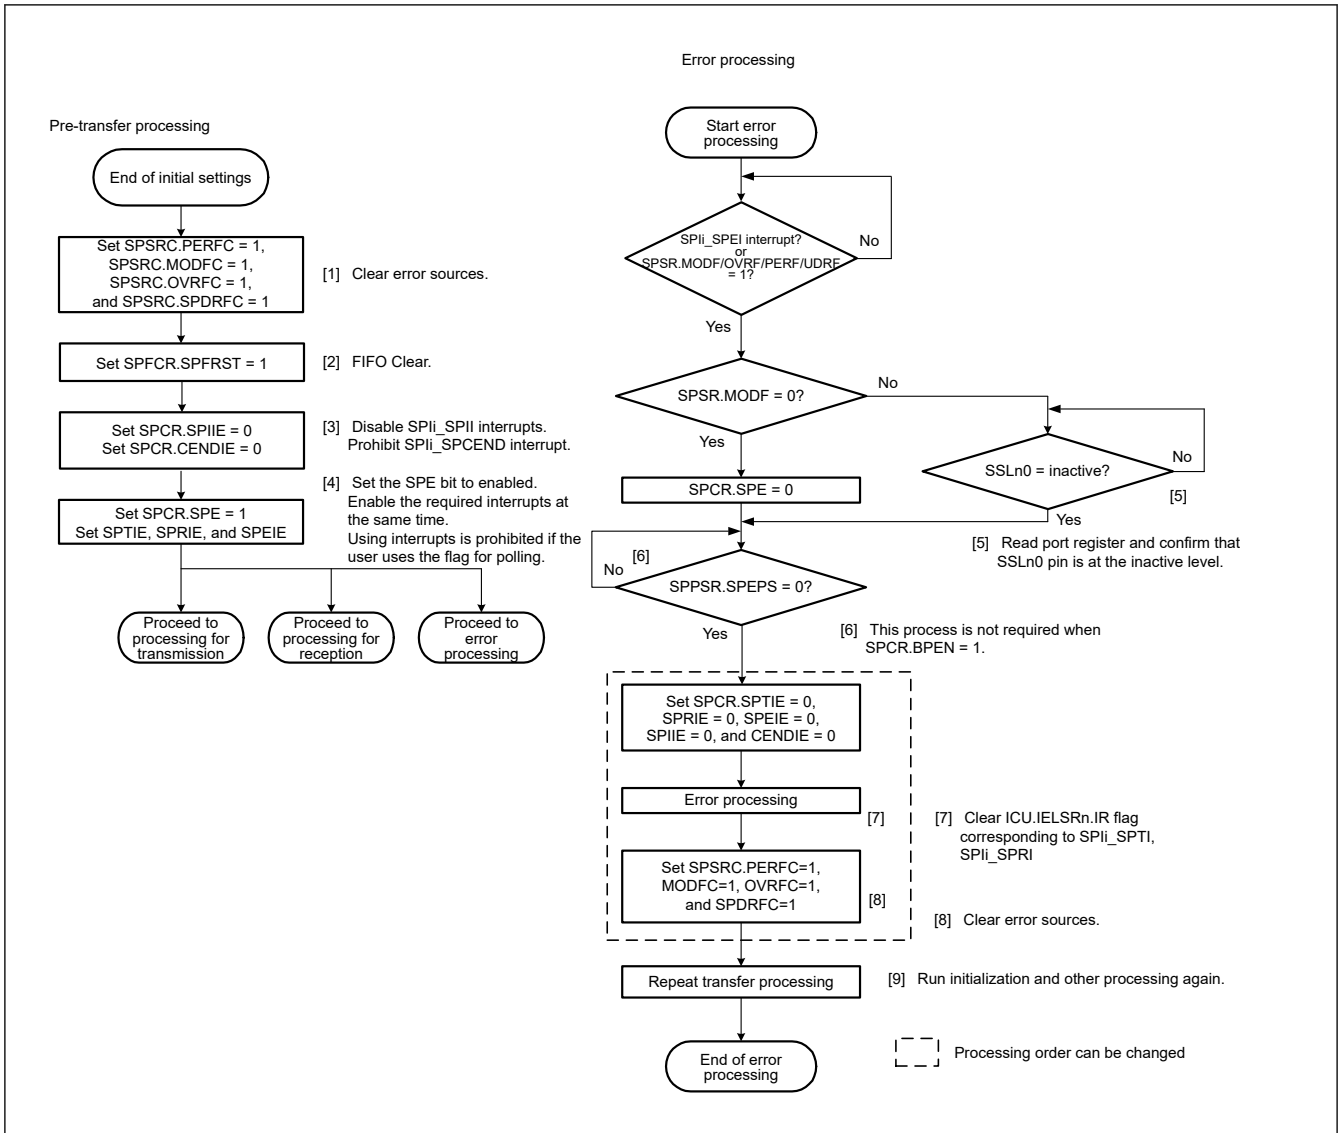 Pre-transfer processing
End of initial settings
Set SPSRC.PERFC = 1,
SPSRC.MODFC = 1,
SPSRC.OVRFC = 1,
and SPSRC.SPDRFC = 1
[1] Clear error sources.
Set SPFCR.SPFRST = 1
[2] FIFO Clear.
Set SPCR.SPIIE = 0
Set SPCR.CENDIE = 0
[3] Disable SPIi_SPII interrupts.
Prohibit SPIi_SPCEND interrupt.
Set SPCR.SPE = 1
Set SPTIE, SPRIE, and SPEIE
[4] Set the SPE bit to enabled.
Enable the required interrupts at
the same time.
Using interrupts is prohibited if the
user uses the flag for polling.
Proceed to
processing for
transmission
Proceed to
processing for
reception
Proceed to
error
processing
Error processing
Start error
processing
SPIi_SPEI interrupt?
or
SPSR.MODF/OVRF/PERF/UDRF
= 1?
No
Yes
SPSR.MODF = 0?
No
Yes
SSLn0 = inactive?
No
[5]
Yes
[5] Read port register and confirm that
SSLn0 pin is at the inactive level.
SPCR.SPE = 0
[6]
No
SPPSR.SPEPS = 0?
Yes
[6] This process is not required when
SPCR.BPEN = 1.
Set SPCR.SPTIE = 0,
SPRIE = 0, SPEIE = 0,
SPIIE = 0, and CENDIE = 0
Error processing
[7]
[7] Clear ICU.IELSRn.IR flag
corresponding to SPIi_SPTI,
SPIi_SPRI
Set SPSRC.PERFC=1,
MODFC=1, OVRFC=1,
and SPDRFC=1
[8]
[8] Clear error sources.
Repeat transfer processing
[9] Run initialization and other processing again.
End of error
processing
Processing order can be changed